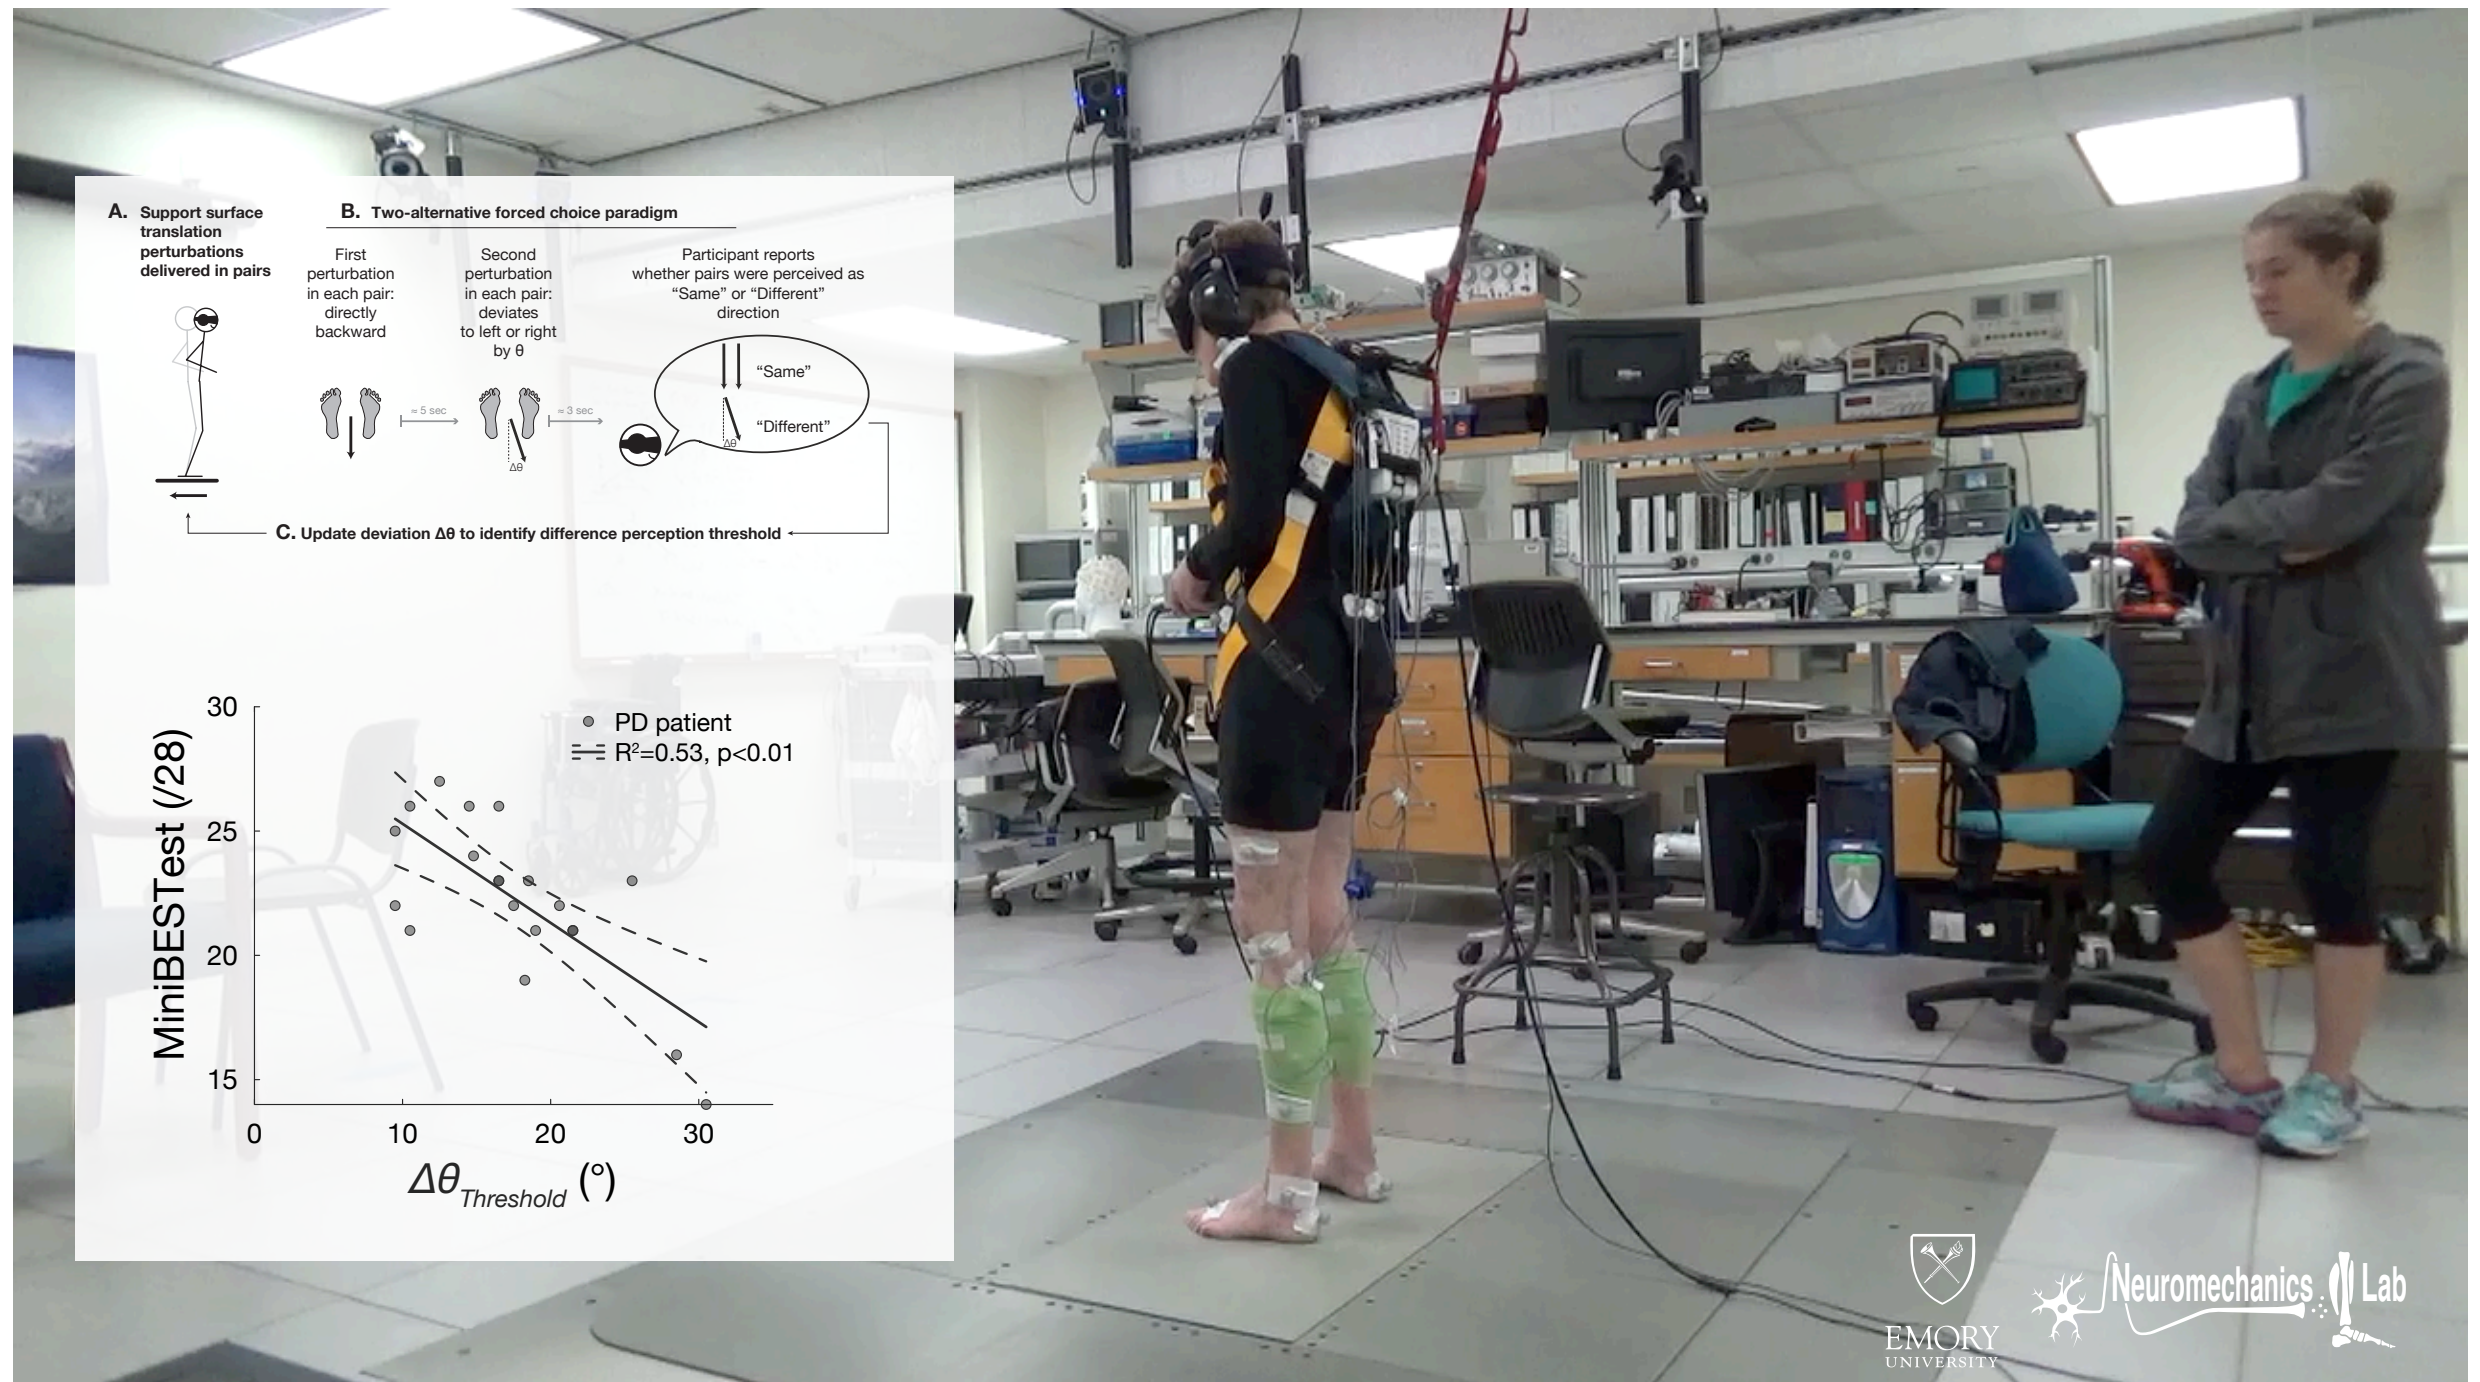 A. Support surface
translation
perturbations
delivered in pairs
B. Two-alternative forced choice paradigm
First
perturbation
in each pair:
directly
backward
Second
perturbation
in each pair:
deviates
to left or right
by θ
Participant reports
whether pairs were perceived as
“Same” or “Different”
direction
“Same”
“Different”
Δθ
≈ 5 sec
≈ 3 sec
Δθ
C. Update deviation Δθ to identify difference perception threshold
30
25
20
15
MiniBESTest (/28)
PD patient
R²=0.53, p<0.01
0 10 20 30
ΔθThreshold (°)
EMORY
UNIVERSITY
Neuromechanics Lab